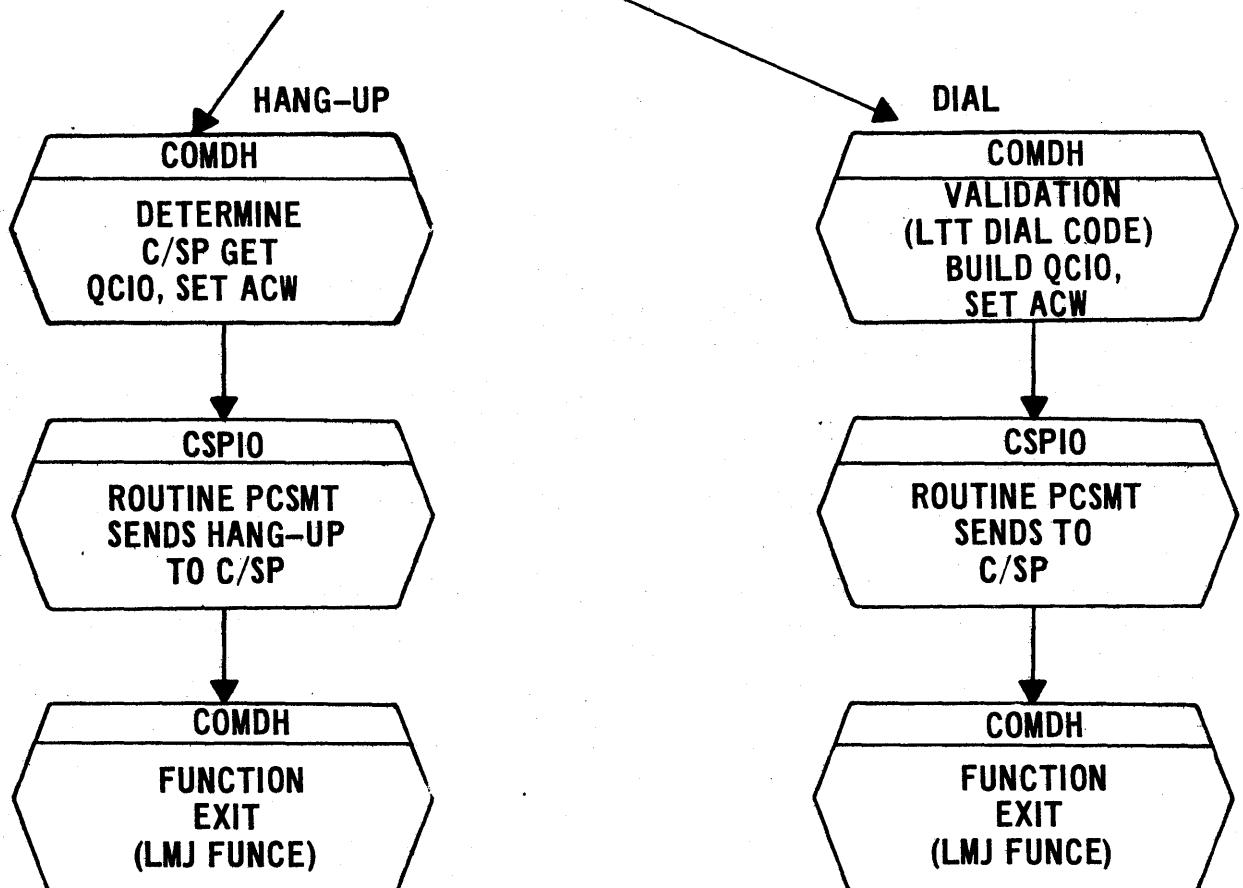 HANG-UP
COMDH
DETERMINE
C/SP GET
QCIO, SET ACW
CSPIO
ROUTINE PCSMT
SENDS HANG-UP
TO C/SP
COMDH
FUNCTION
EXIT
(LMJ FUNCE)
DIAL
COMDH
VALIDATION
(LTT DIAL CODE)
BUILD QCIO,
SET ACW
CSPIO
ROUTINE PCSMT
SENDS TO
C/SP
COMDH
FUNCTION
EXIT
(LMJ FUNCE)